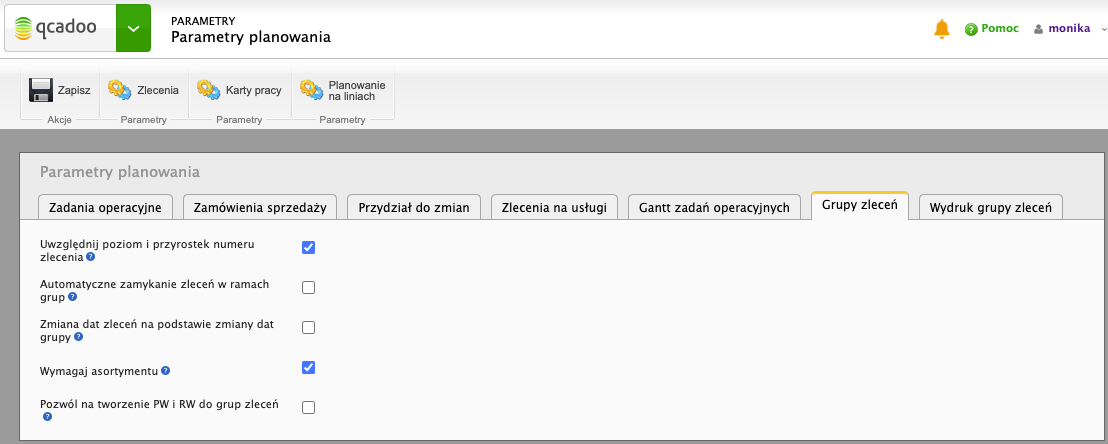 qcadoo
PARAMETRY
Parametry planowania
Pomoc
monika
Zapisz
Zlecenia
Karty pracy
Planowanie
na liniach
Akcje
Parametry
Parametry
Parametry
Parametry planowania
Zadania operacyjne
Zamówienia sprzedaży
Przydział do zmian
Zlecenia na usługi
Gantt zadań operacyjnych
Grupy zleceń
Wydruk grupy zleceń
Uwzględnij poziom i przyrostek numeru
zlecenia ?
Automatyczne zamykanie zleceń w ramach
grup ?
Zmiana dat zleceń na podstawie zmiany dat
grupy ?
Wymagaj asortymentu ?
Pozwól na tworzenie PW i RW do grup zleceń
?